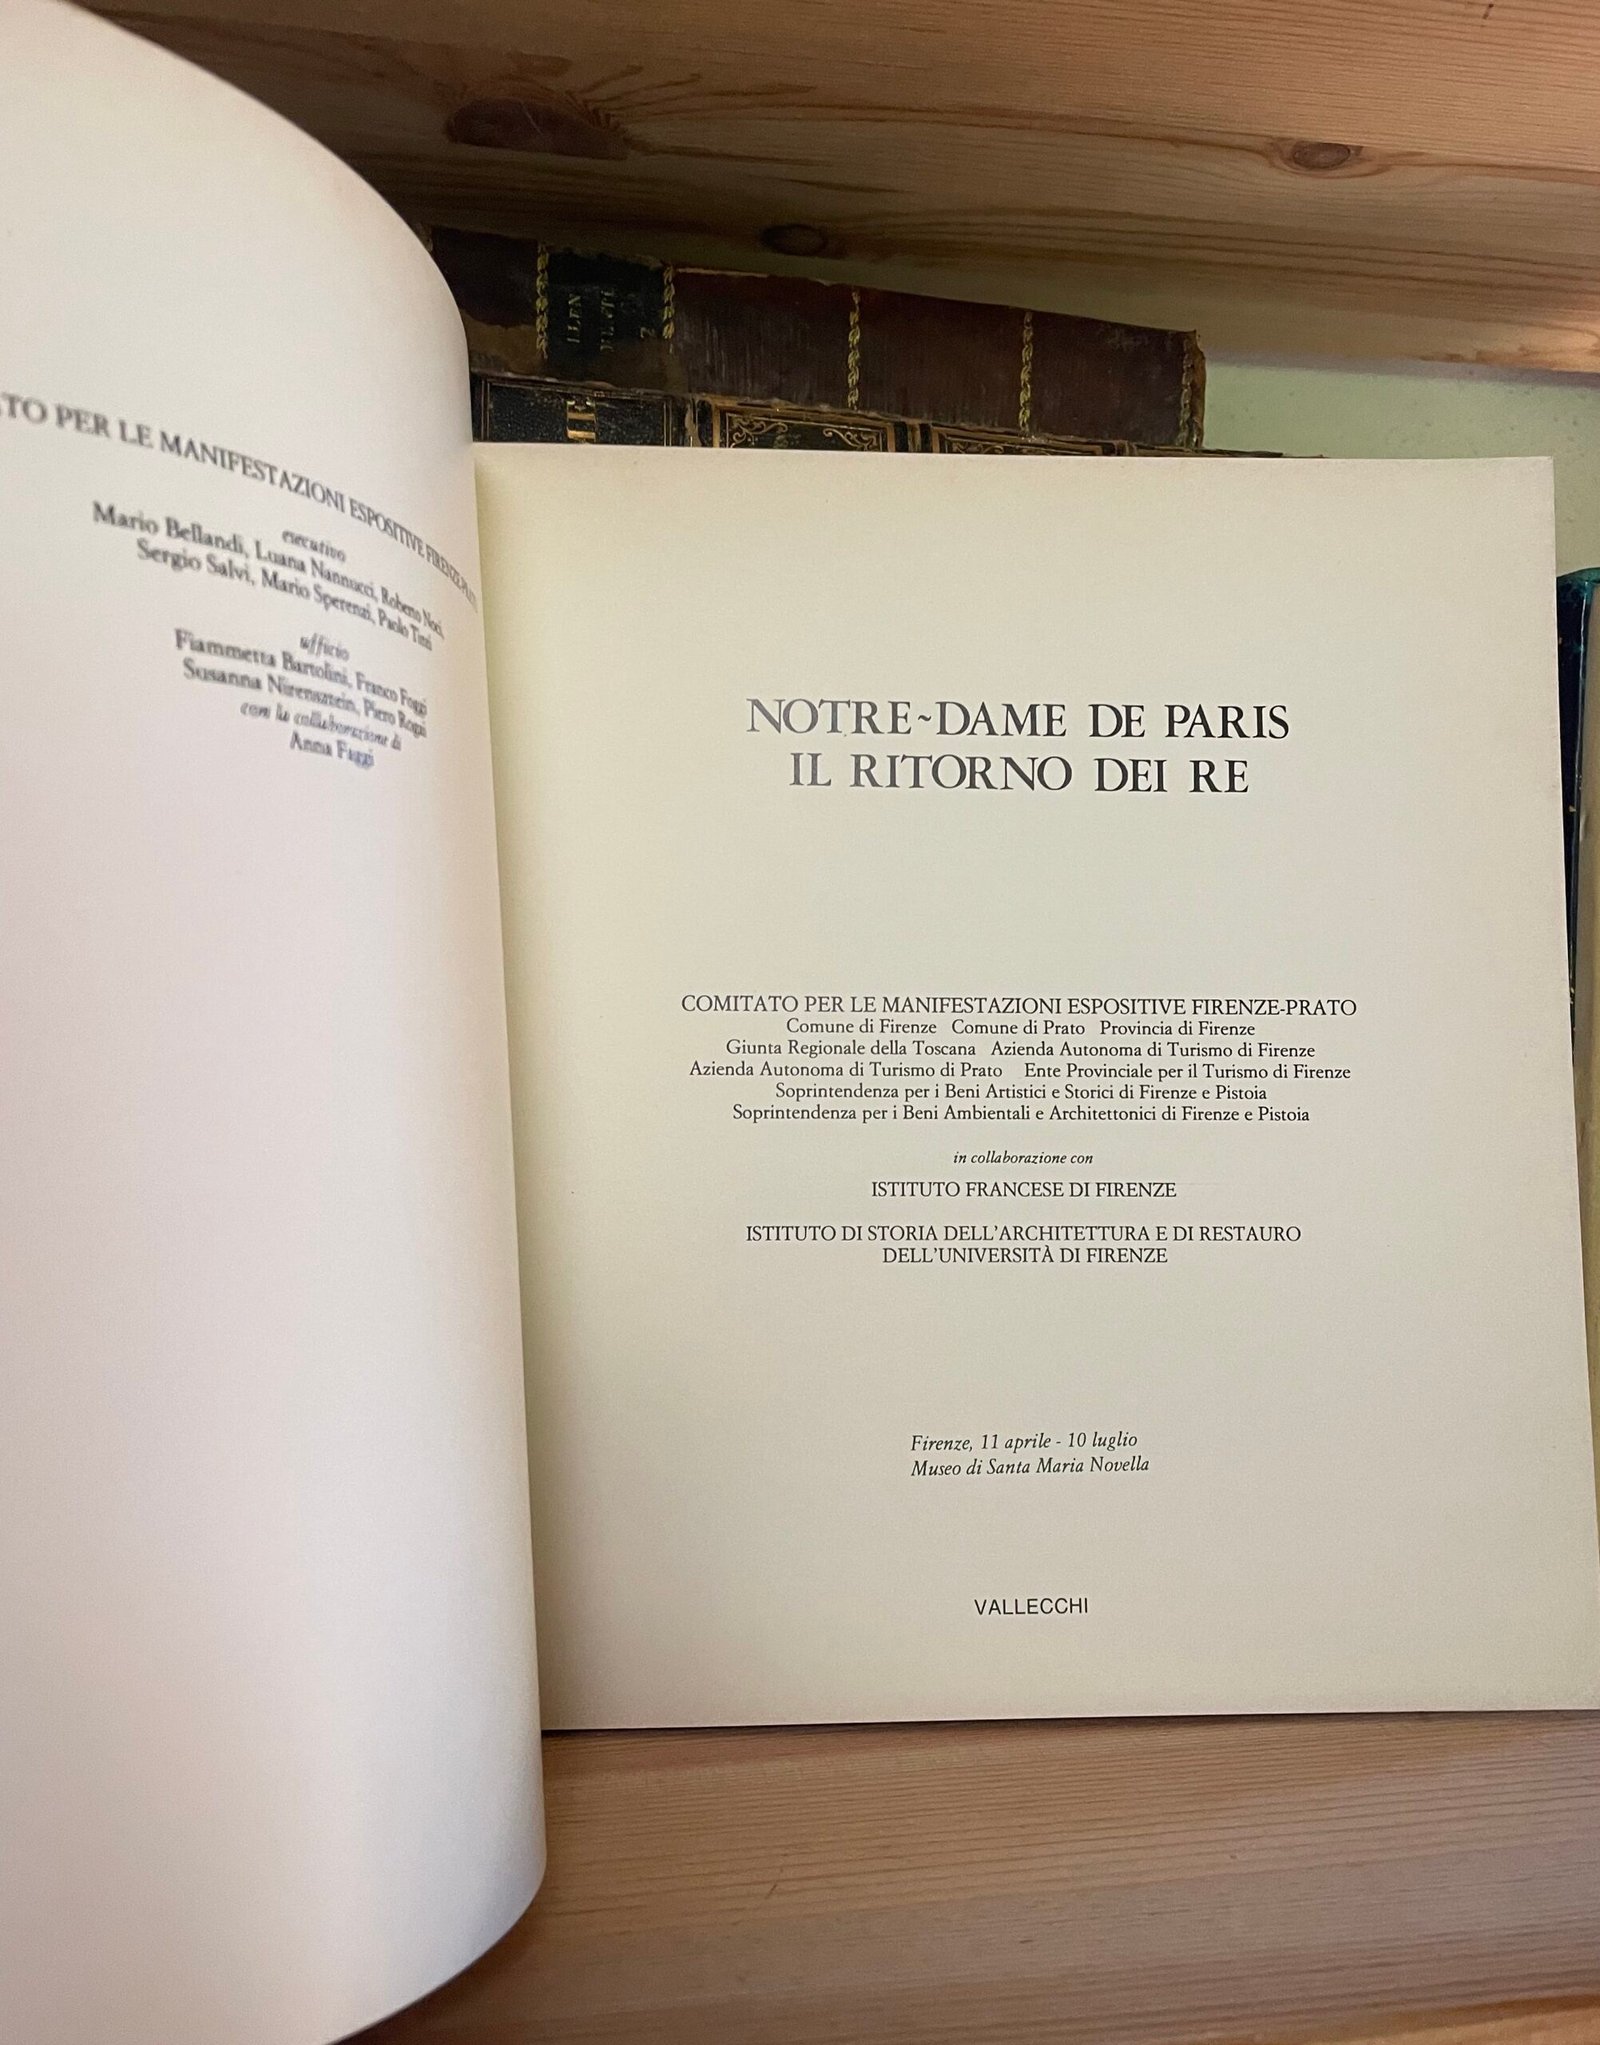 TO PER LE MANIFESTAZIONI ESPOSITIVE FIRENZE-PRATO
esecutivo
Mario Bellandi, Luana Nannucci, Roberto Noci,
Sergio Salvi, Mario Sperenzi, Paolo
ufficio
Fiammetta Bartolini, Franco Foggi
Susanna Nirensztein, Piero
con la collaborazione di
Anna Faggi
NOTRE-DAME DE PARIS
IL RITORNO DEI RE
COMITATO PER LE MANIFESTAZIONI ESPOSITIVE FIRENZE-PRATO
Comune di Firenze Comune di Prato Provincia di Firenze
Giunta Regionale della Toscana Azienda Autonoma di Turismo di Firenze
Azienda Autonoma di Turismo di Prato Ente Provinciale per il Turismo di Firenze
Soprintendenza per i Beni Artistici e Storici di Firenze e Pistoia
Soprintendenza per i Beni Ambientali e Architettonici di Firenze e Pistoia
in collaborazione con
ISTITUTO FRANCESE DI FIRENZE
ISTITUTO DI STORIA DELL'ARCHITETTURA E DI RESTAURO
DELL'UNIVERSITÀ DI FIRENZE
Firenze, 11 aprile - 10 luglio
Museo di Santa Maria Novella
VALLECCHI